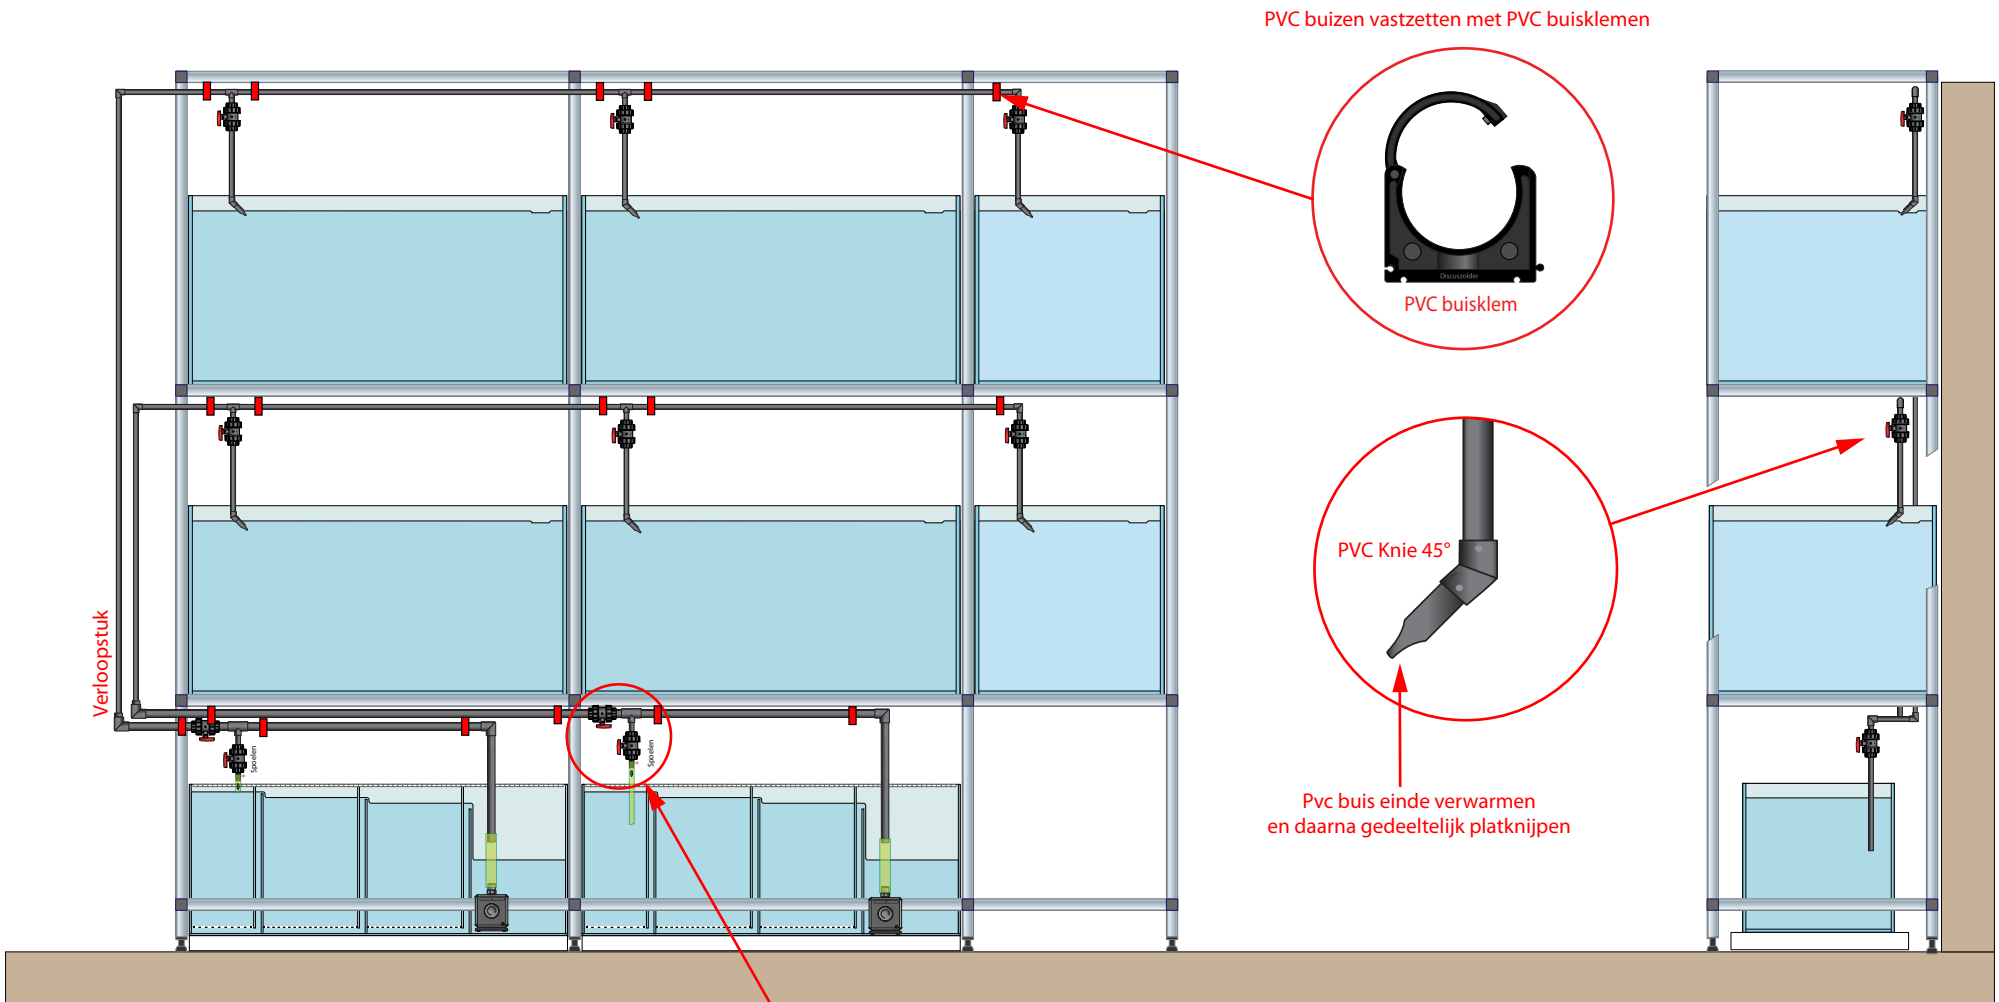 PVC buizen vastzetten met PVC buisklemen
Discuszolder
PVC buisklem
PVC Knie 45°
Verloopstuk
Spoelen
Spoelen
Pvc buis einde verwarmen
en daarna gedeeltelijk platknijpen